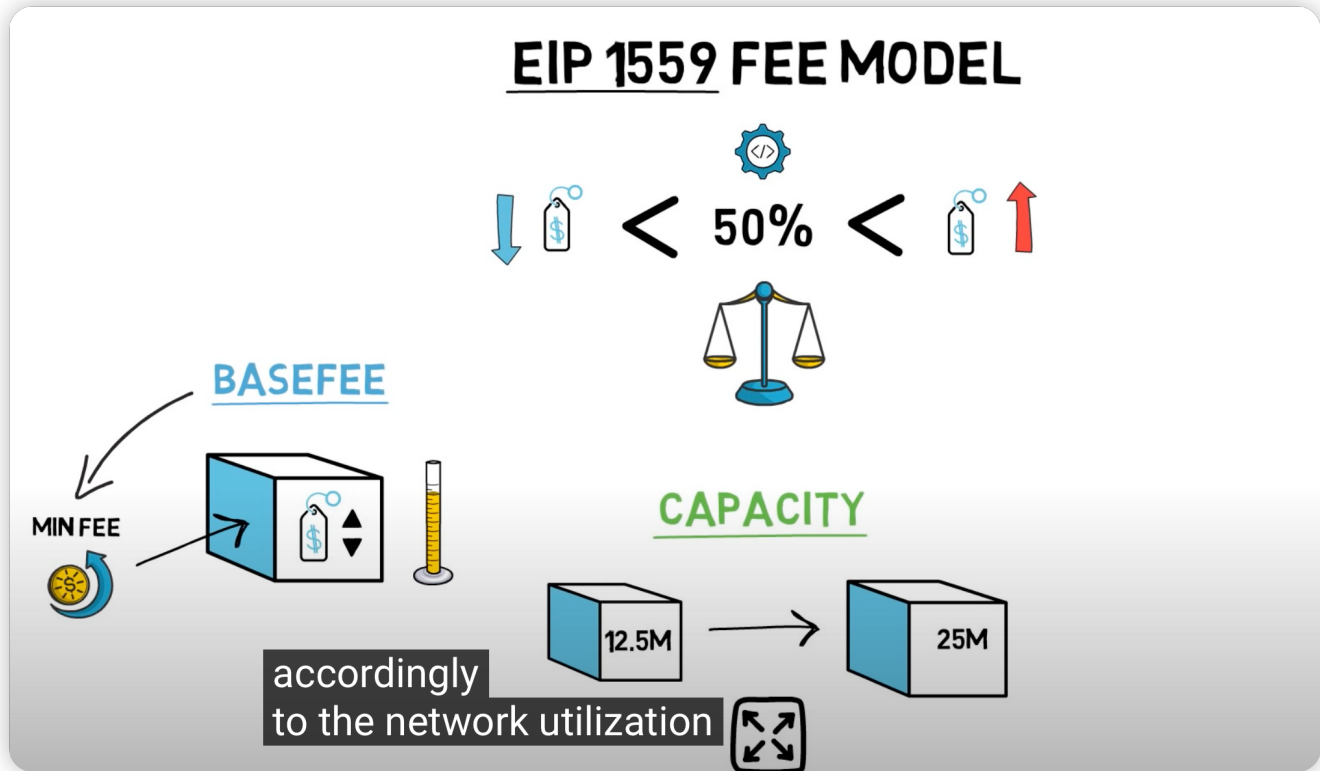 EIP 1559 FEE MODEL
</>
$ < 50% < $
BASEFEE
MIN FEE
$
$
CAPACITY
12.5M
25M
accordingly
to the network utilization